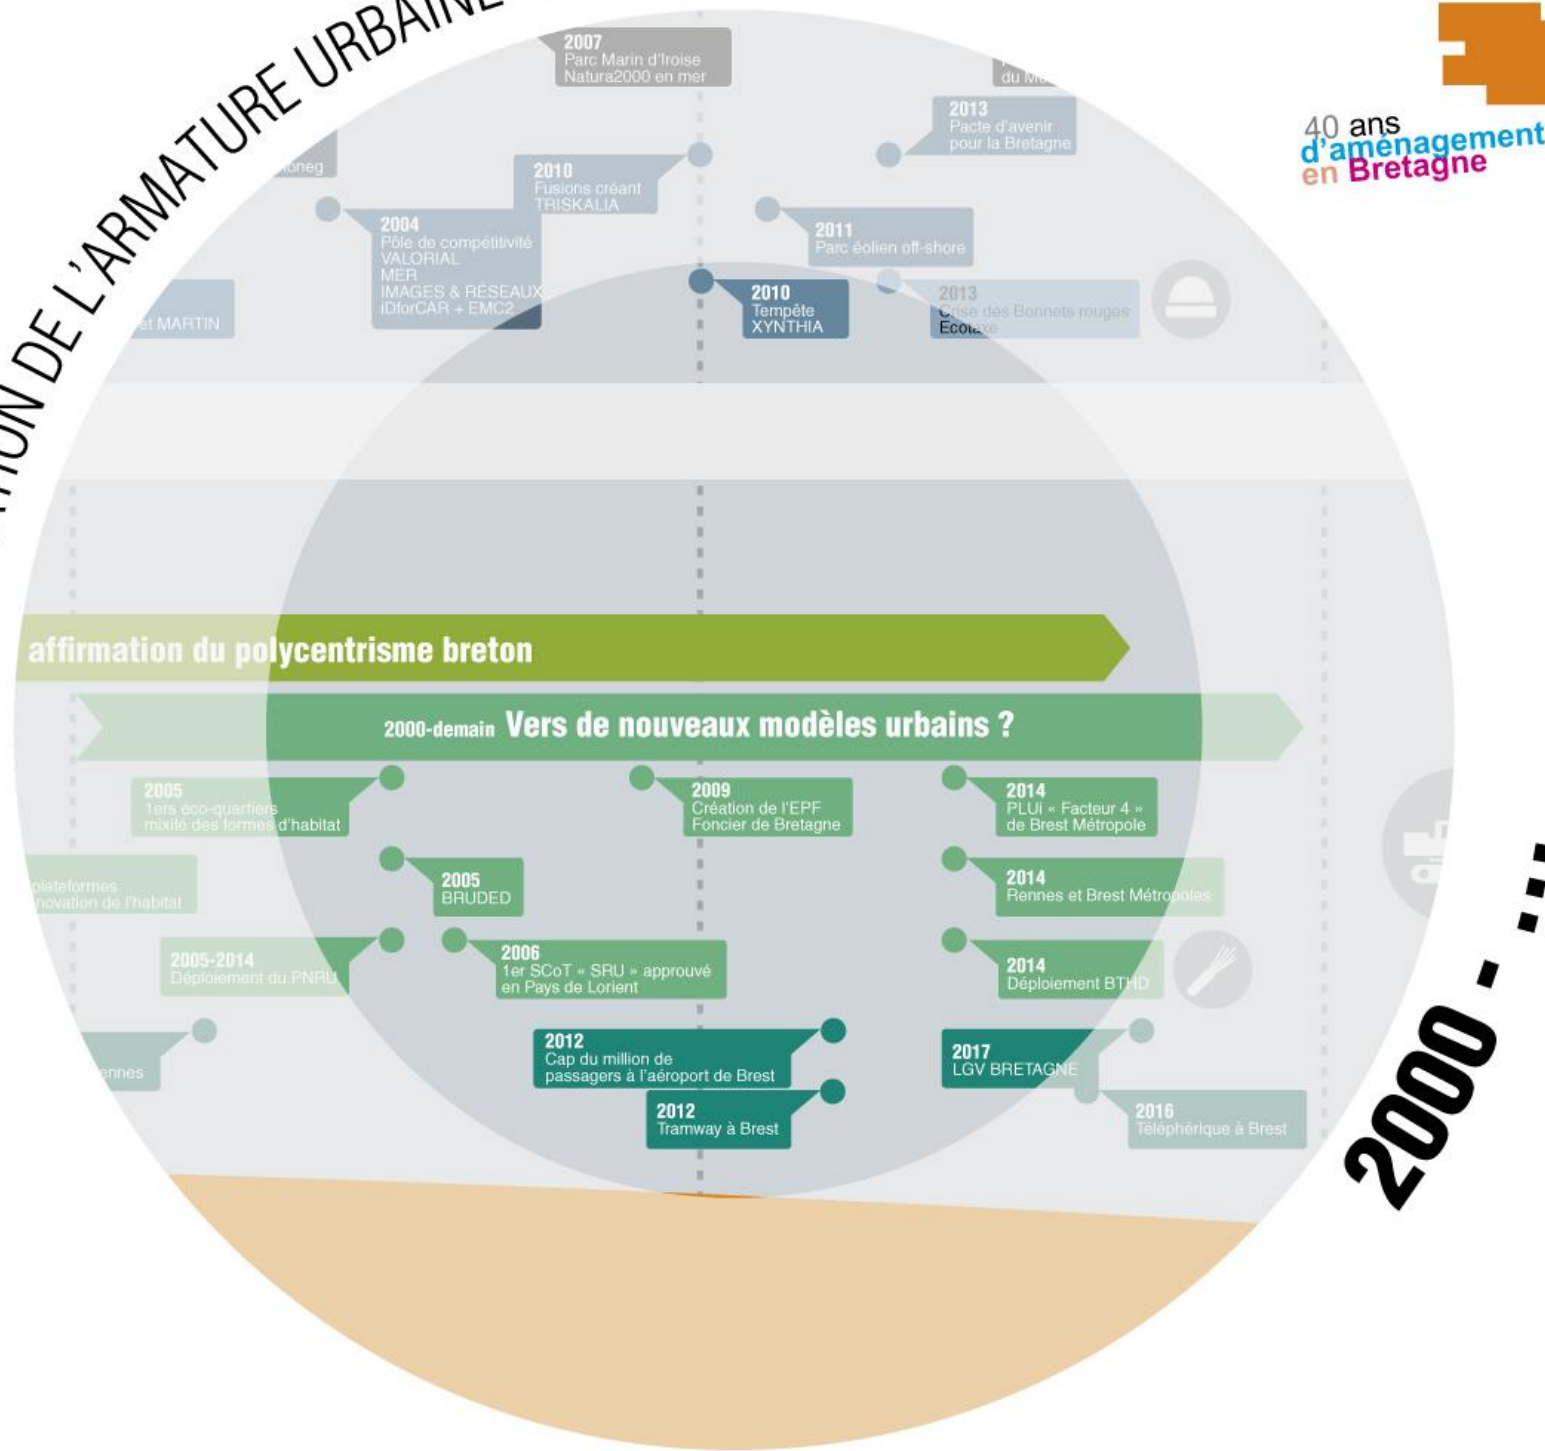 DE L'ARMATURE URBAINE
40 ans
d'aménagement
en Bretagne
2007
Parc Marin d'Iroise
Natura2000 en mer
2013
Pacte d'avenir
pour la Bretagne
2010
Fusions créant
TRISKALIA
2004
Pôle de compétitivité
VALORIAL
MER
IMAGES & RÉSEAUX
iDforCAR + EMC2
2011
Parc éolien off-shore
et MARTIN
2010
Tempête
XYNTHIA
2013
Crise des Bonnets rouges
Ecotaxe
affirmation du polycentrisme breton
2000-demain Vers de nouveaux modèles urbains ?
2005
1ers éco-quartiers
mixité des formes d'habitat
2009
Création de l'EPF
Foncier de Bretagne
2014
PLUi « Facteur 4 »
de Brest Métropole
plateformes
de l'habitat
2005
BRUDED
2014
Rennes et Brest Métropoles
2005-2014
Déploiement du PNRU
2006
1er SCoT « SRU » approuvé
en Pays de Lorient
2014
Déploiement BTHD
2012
Cap du million de
passagers à l'aéroport de Brest
2017
LGV BRETAGNE
2012
Tramway à Brest
2016
Téléphérique à Brest
2000 - ...